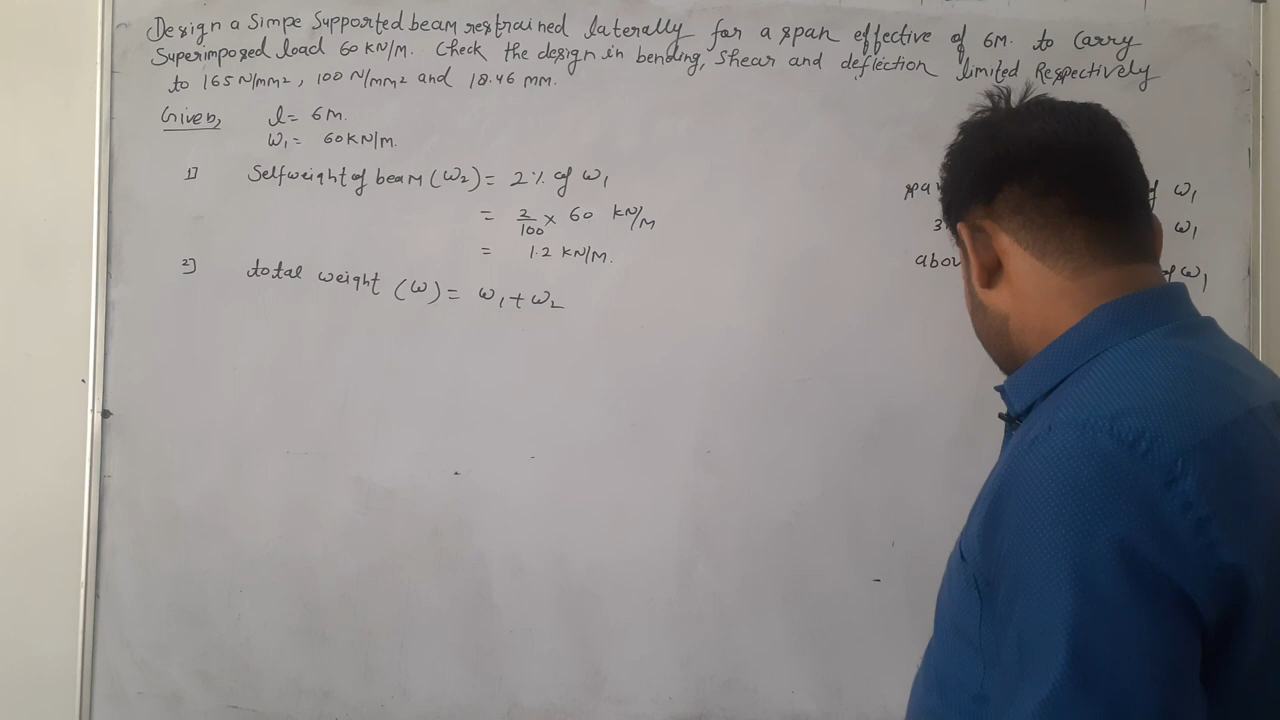 Design a Simpe Supported beam restrained laterally for a span effective of 6M. to Carry
Superimposed load 60 KN/M. Check the design in bending, Shear and deflection limited Respectively
to 165 N/mm2, 100 N/mm2 and 18.46 mm.
Given, l = 6M.
W1 = 60KN/M.
1] Selfweight of beam (W2) = 2% of W1
= 2/100 × 60 KN/M
= 1.2 KN/M.
2] total weight (W) = W1 + W2
W1
3 W1
of W1